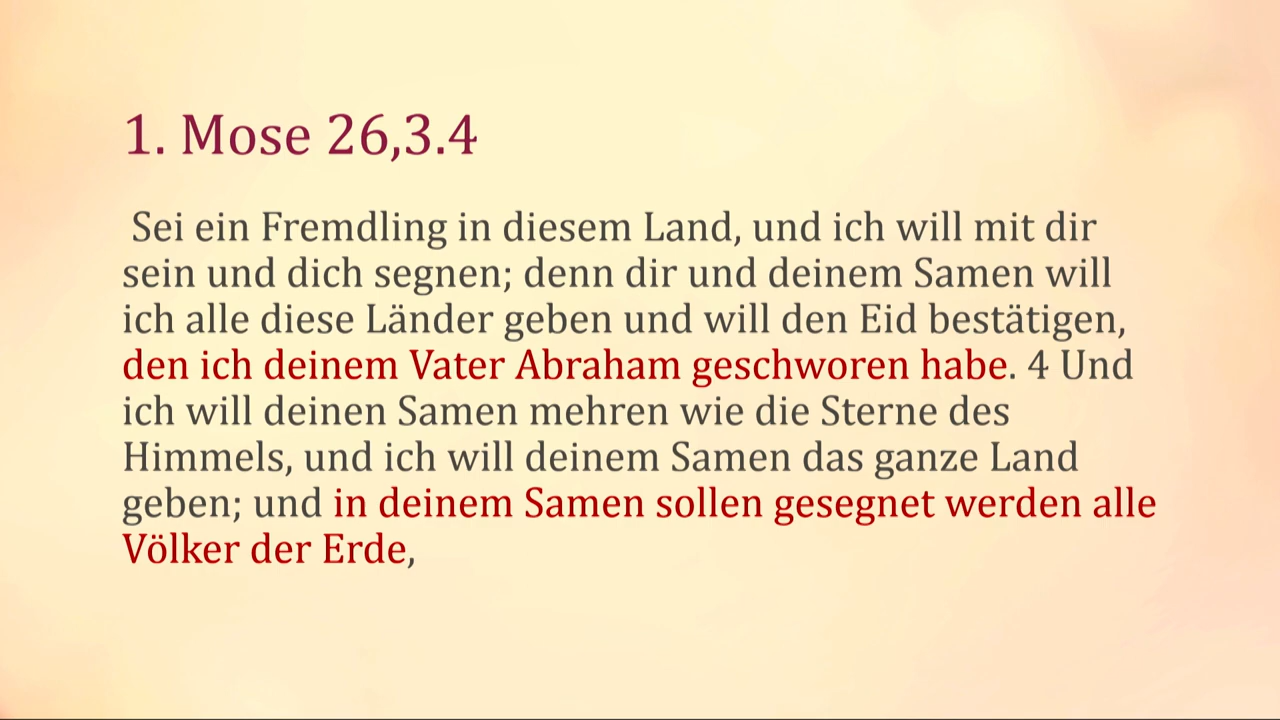 1. Mose 26,3.4
Sei ein Fremdling in diesem Land, und ich will mit dir
sein und dich segnen; denn dir und deinem Samen will
ich alle diese Länder geben und will den Eid bestätigen,
den ich deinem Vater Abraham geschworen habe. 4 Und
ich will deinen Samen mehren wie die Sterne des
Himmels, und ich will deinem Samen das ganze Land
geben; und in deinem Samen sollen gesegnet werden alle
Völker der Erde,